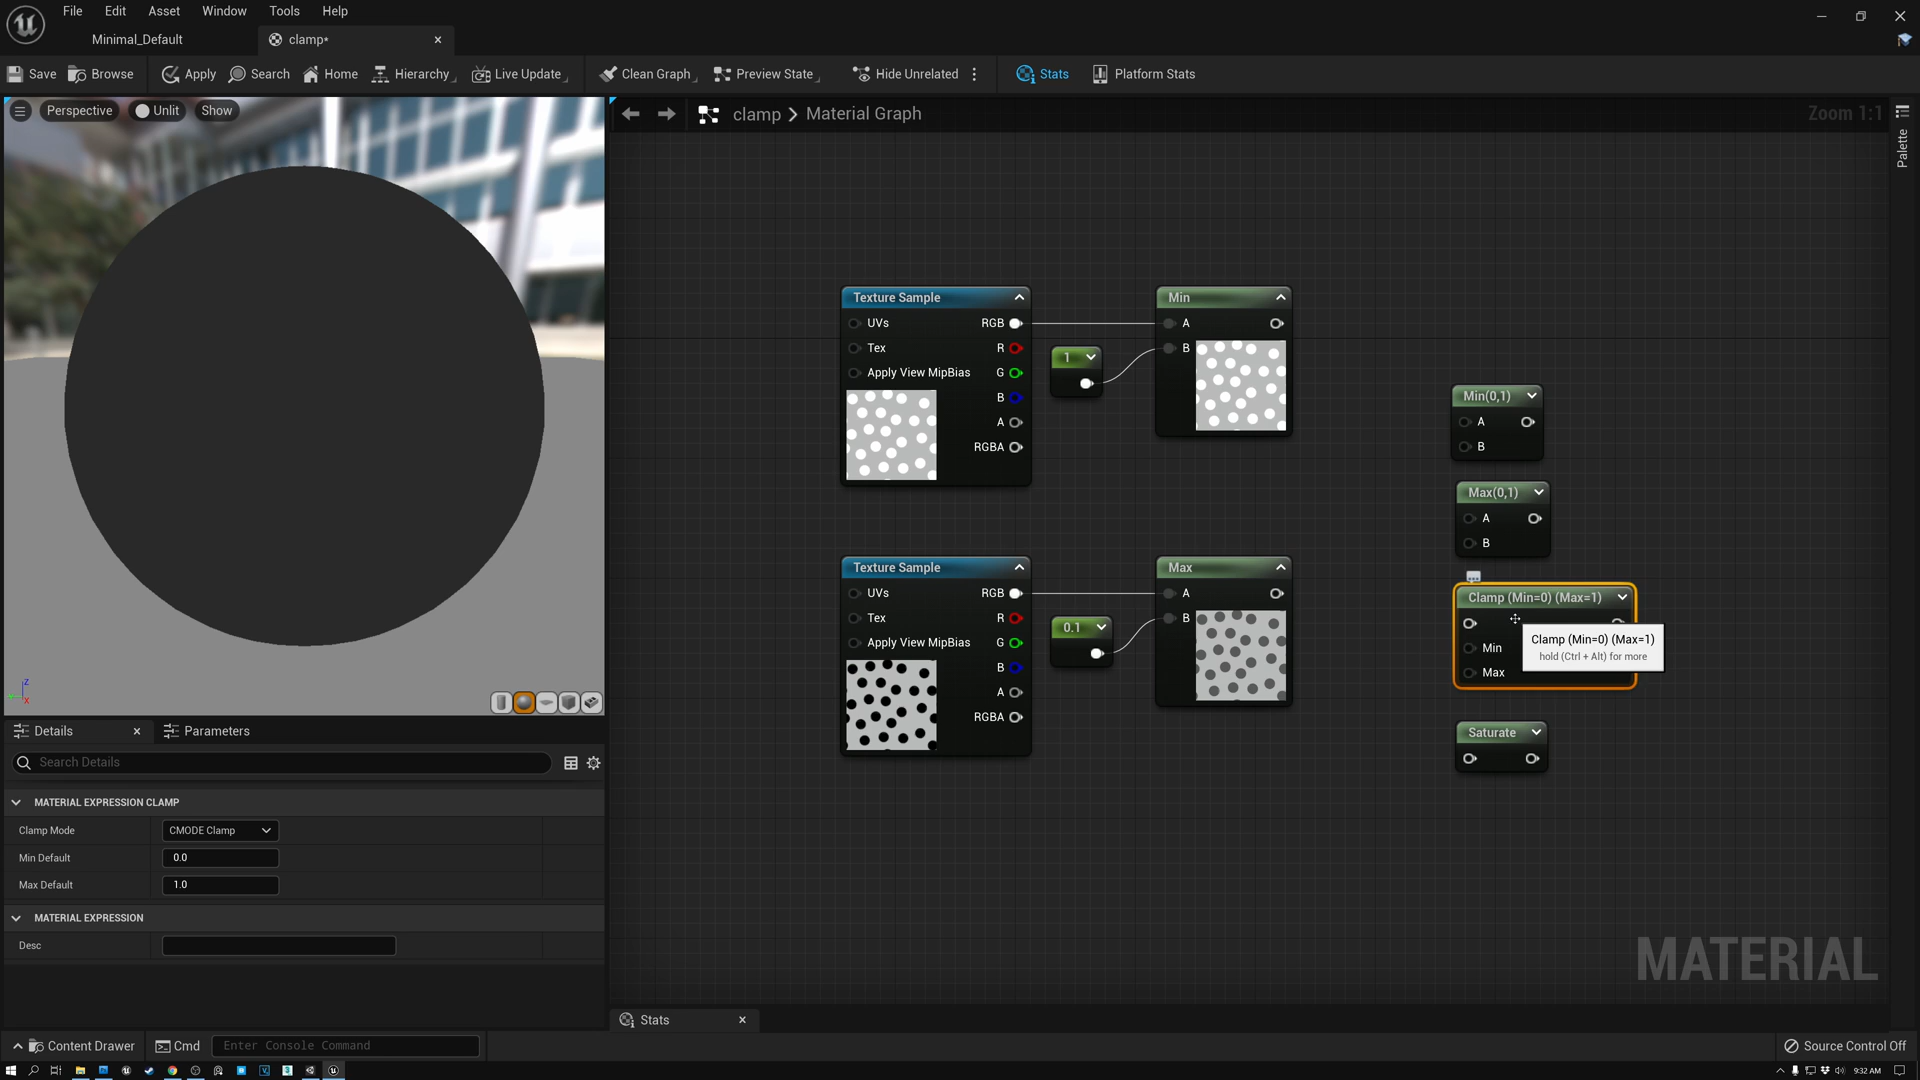 File Edit Asset Window Tools Help
Minimal_Default
clamp*
Save Browse Apply Search Home Hierarchy Live Update Clean Graph Preview State Hide Unrelated Stats Platform Stats
Perspective Unlit Show
clamp > Material Graph
Zoom 1:1
Palette
Texture Sample
UVs RGB
Tex R
Apply View MipBias G
B
A
RGBA
1
Min
A
B
Texture Sample
UVs RGB
Tex R
Apply View MipBias G
B
A
RGBA
0.1
Max
A
B
Min(0,1)
A
B
Max(0,1)
A
B
Clamp (Min=0) (Max=1)
Min
Max
Clamp (Min=0) (Max=1)
hold (Ctrl + Alt) for more
Saturate
Z
X
Details Parameters
Search Details
MATERIAL EXPRESSION CLAMP
Clamp Mode CMODE Clamp
Min Default 0.0
Max Default 1.0
MATERIAL EXPRESSION
Desc
MATERIAL
Stats
Content Drawer Cmd Enter Console Command Source Control Off
9:32 AM